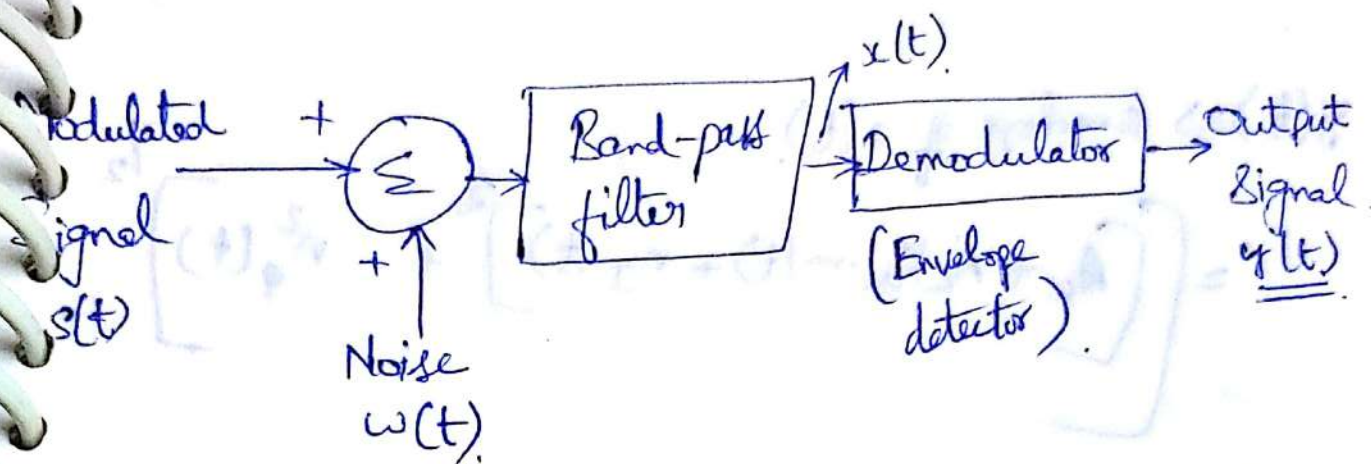 x(t).
Modulated + Σ Band-pass filter Demodulator Output
Signal
s(t)
+
Noise
w(t).
(Envelope
detector).
Signal
y(t)